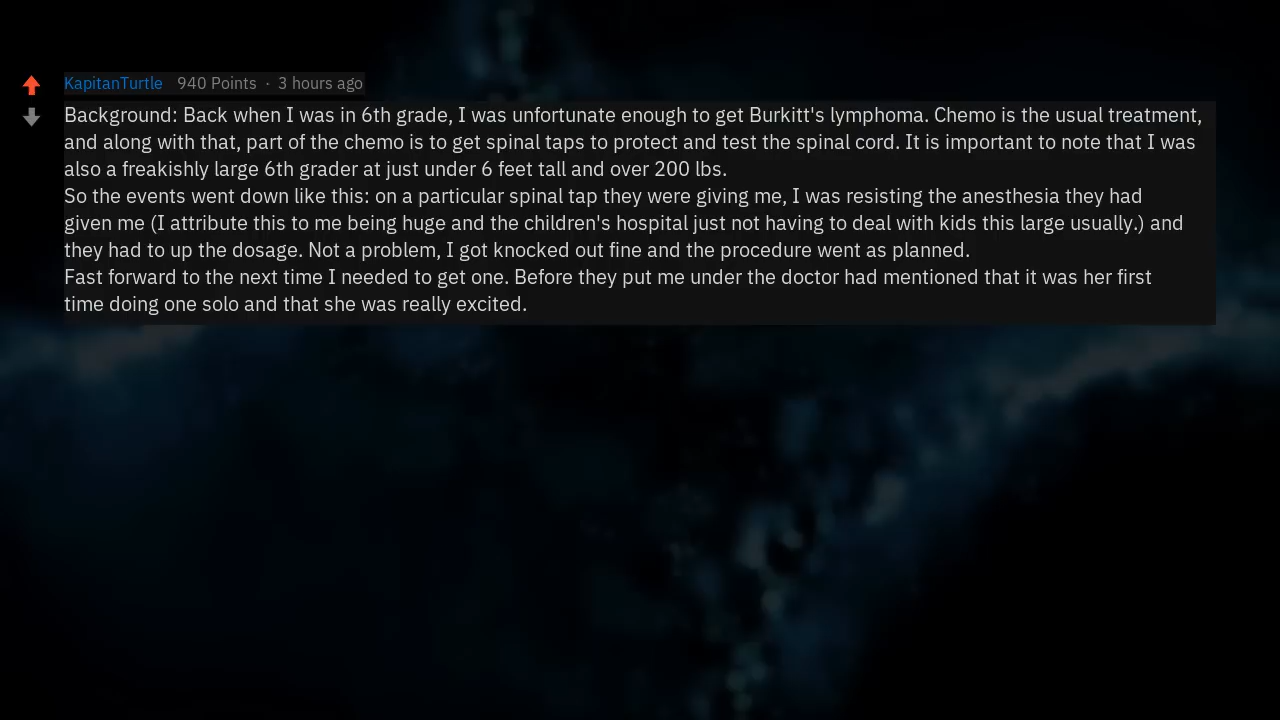 KapitanTurtle 940 Points · 3 hours ago
Background: Back when I was in 6th grade, I was unfortunate enough to get Burkitt's lymphoma. Chemo is the usual treatment,
and along with that, part of the chemo is to get spinal taps to protect and test the spinal cord. It is important to note that I was
also a freakishly large 6th grader at just under 6 feet tall and over 200 lbs.
So the events went down like this: on a particular spinal tap they were giving me, I was resisting the anesthesia they had
given me (I attribute this to me being huge and the children's hospital just not having to deal with kids this large usually.) and
they had to up the dosage. Not a problem, I got knocked out fine and the procedure went as planned.
Fast forward to the next time I needed to get one. Before they put me under the doctor had mentioned that it was her first
time doing one solo and that she was really excited.